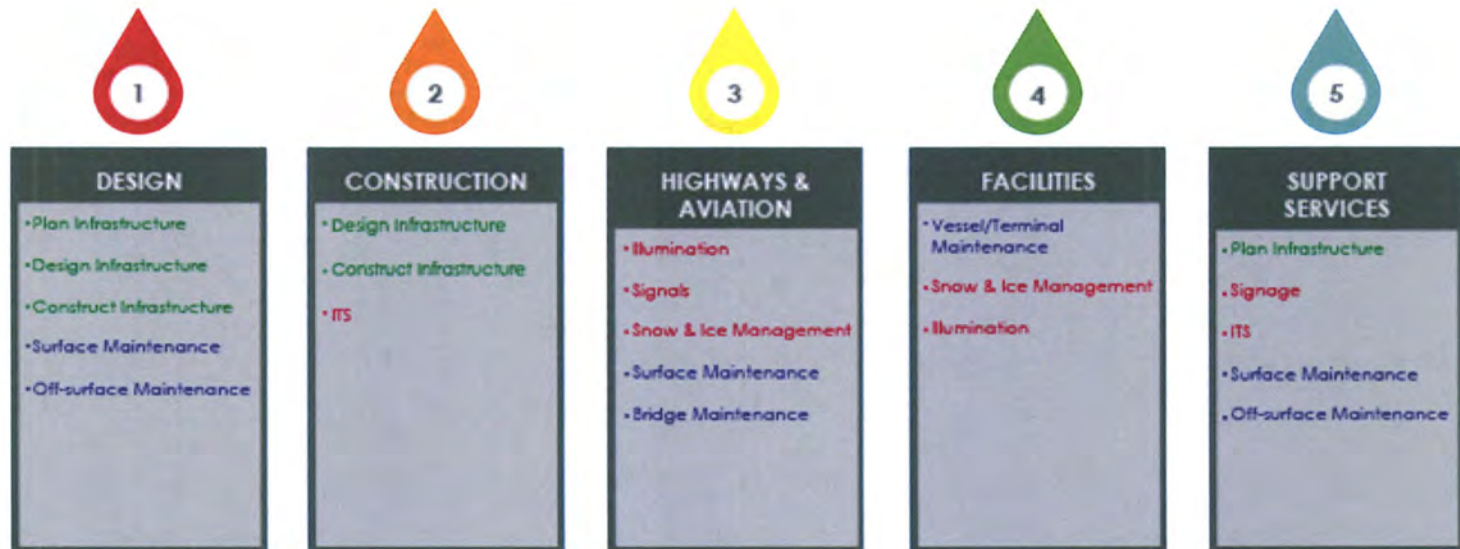 1
2
3
4
5
DESIGN
•Plan Infrastructure
•Design Infrastructure
•Construct Infrastructure
•Surface Maintenance
•Off-surface Maintenance
CONSTRUCTION
•Design Infrastructure
•Construct Infrastructure
•ITS
HIGHWAYS &
AVIATION
•Illumination
•Signals
•Snow & Ice Management
•Surface Maintenance
•Bridge Maintenance
FACILITIES
•Vessel/Terminal
Maintenance
•Snow & Ice Management
•Illumination
SUPPORT
SERVICES
•Plan Infrastructure
•Signage
•ITS
•Surface Maintenance
•Off-surface Maintenance